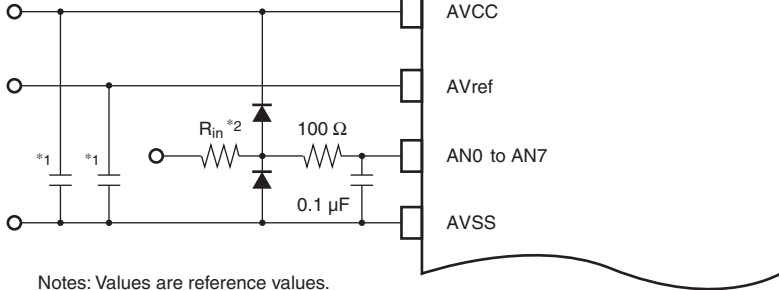 AVCC
AVref
Rin *2 100 Ω
*1 *1 AN0 to AN7
0.1 µF
AVSS
Notes: Values are reference values.